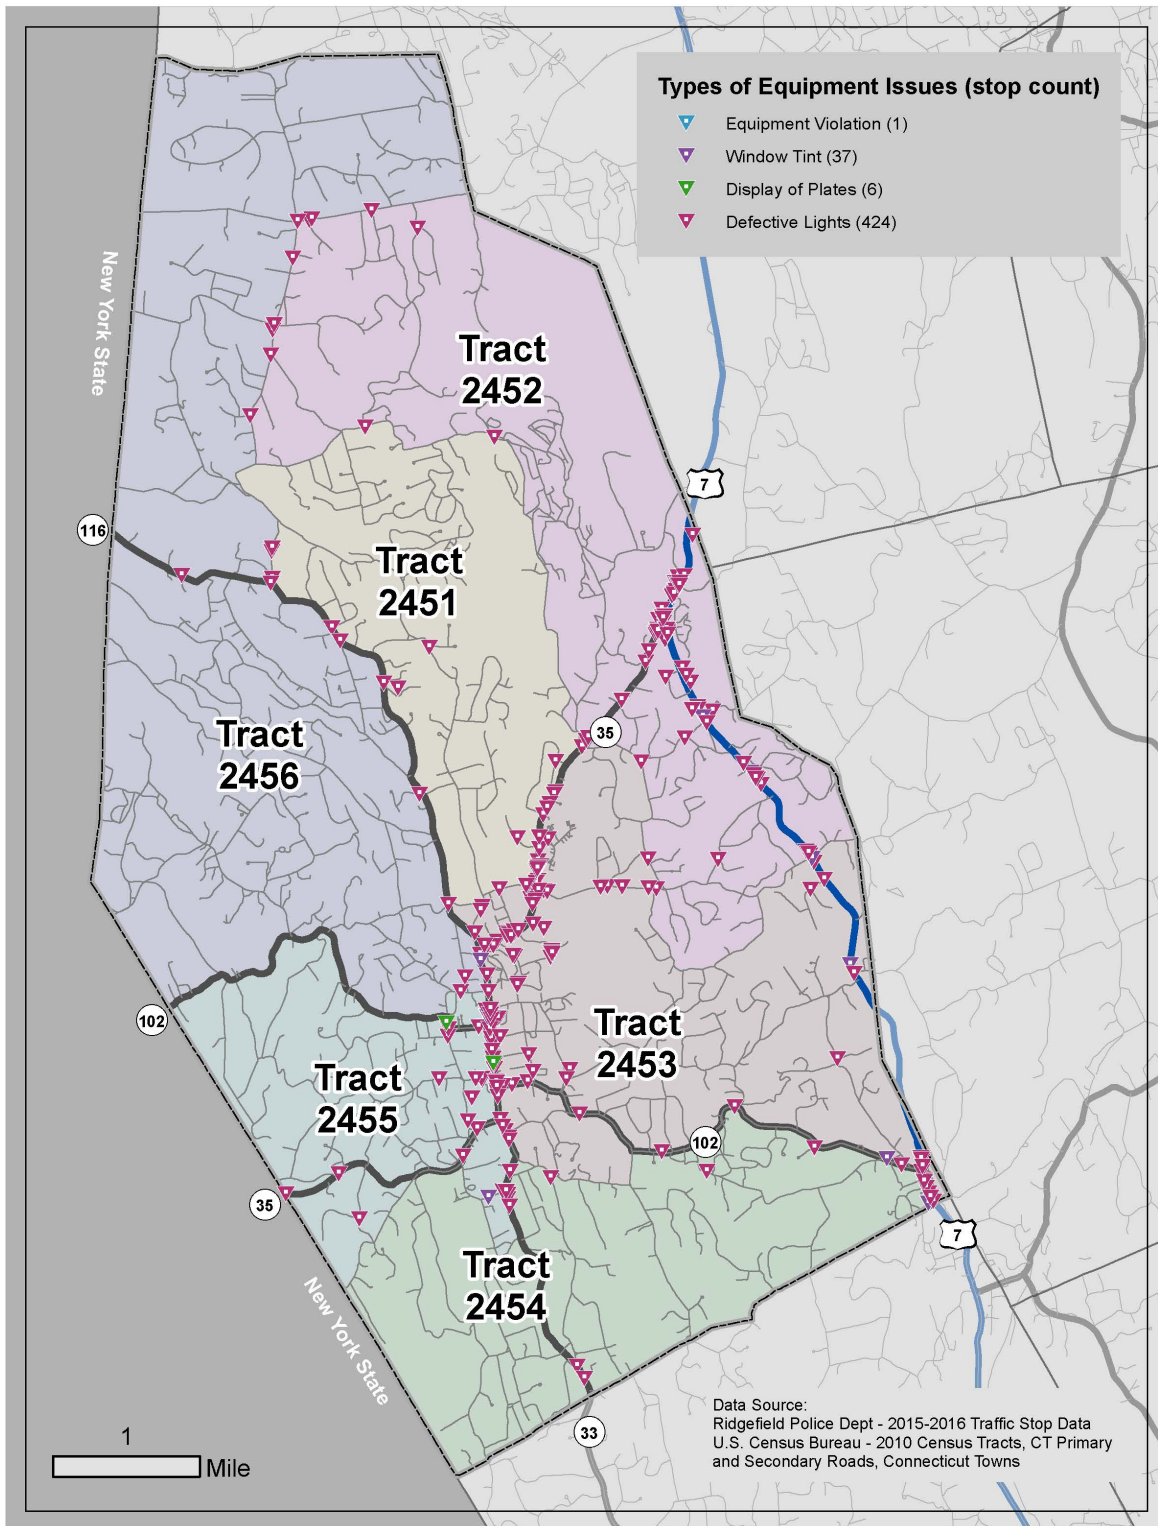 Types of Equipment Issues (stop count)
Equipment Violation (1)
Window Tint (37)
Display of Plates (6)
Defective Lights (424)
New York State
Tract
2452
7
116
Tract
2451
35
Tract
2456
102
Tract
2453
Tract
2455
102
35
7
Tract
2454
New York State
33
1
Mile
Data Source:
Ridgefield Police Dept - 2015-2016 Traffic Stop Data
U.S. Census Bureau - 2010 Census Tracts, CT Primary
and Secondary Roads, Connecticut Towns